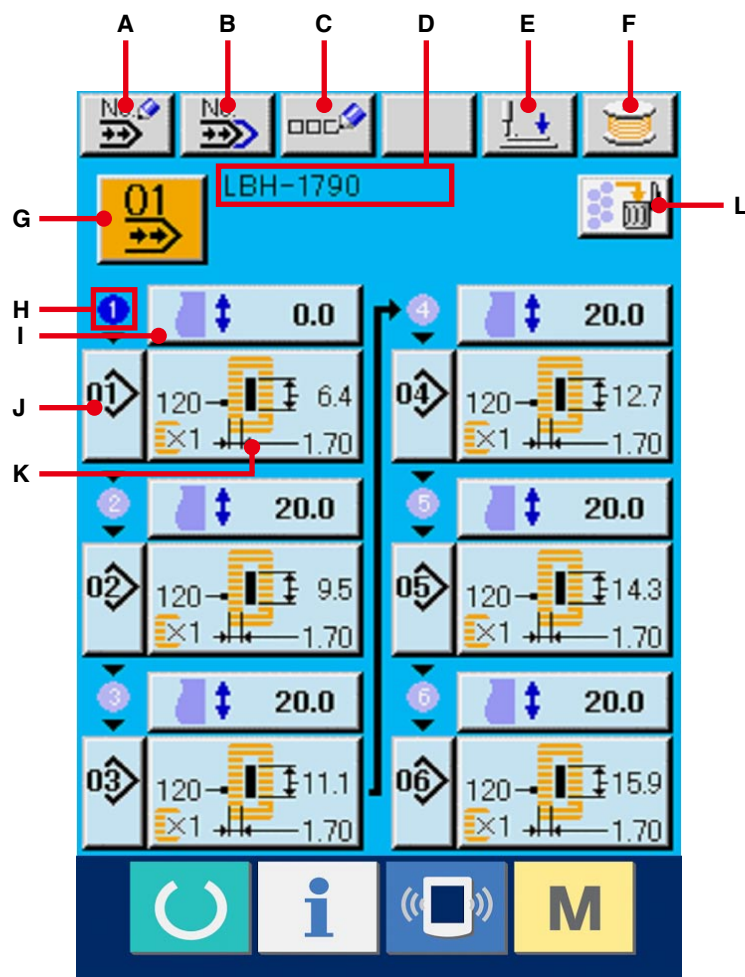 A B C D E F
No. No.
LBH-1790
G 01 L
H 1 0.0 4 20.0
I
J 01 120 6.4 04 120 12.7
×1 1.70 ×1 1.70
K
2 20.0 5 20.0
02 120 9.5 05 120 14.3
×1 1.70 ×1 1.70
3 20.0 6 20.0
03 120 11.1 06 120 15.9
×1 1.70 ×1 1.70
i M